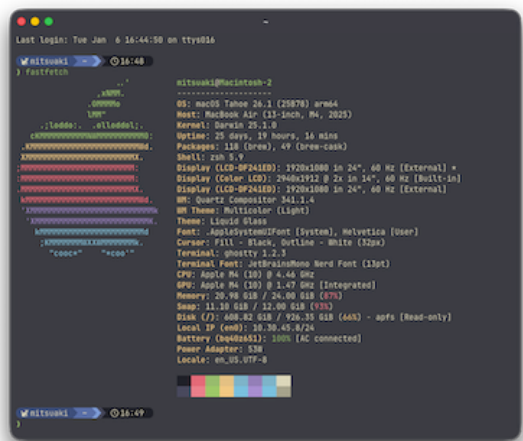 Last login: Tue Jan  6 16:44:50 on ttys016
mitsuaki ~ 16:48
) fastfetch
mitsuaki@Macintosh-2
--------------------
OS: macOS Tahoe 26.1 (25B78) arm64
Host: MacBook Air (13-inch, M4, 2025)
Kernel: Darwin 25.1.0
Uptime: 25 days, 19 hours, 16 mins
Packages: 118 (brew), 49 (brew-cask)
Shell: zsh 5.9
Display (LCD-DF241ED): 1920x1080 in 24", 60 Hz [External] *
Display (Color LCD): 2940x1912 @ 2x in 14", 60 Hz [Built-in]
Display (LCD-DF241ED): 1920x1080 in 24", 60 Hz [External]
WM: Quartz Compositor 341.1.4
WM Theme: Multicolor (Light)
Theme: Liquid Glass
Font: .AppleSystemUIFont [System], Helvetica [User]
Cursor: Fill - Black, Outline - White (32px)
Terminal: ghostty 1.2.3
Terminal Font: JetBrainsMono Nerd Font (13pt)
CPU: Apple M4 (10) @ 4.46 GHz
GPU: Apple M4 (10) @ 1.47 GHz [Integrated]
Memory: 20.98 GiB / 24.00 GiB (87%)
Swap: 11.10 GiB / 12.00 GiB (93%)
Disk (/): 608.82 GiB / 926.35 GiB (66%) - apfs [Read-only]
Local IP (en0): 10.30.45.8/24
Battery (bq40z651): 100% [AC connected]
Power Adapter: 53W
Locale: en_US.UTF-8
mitsuaki ~ 16:49
)